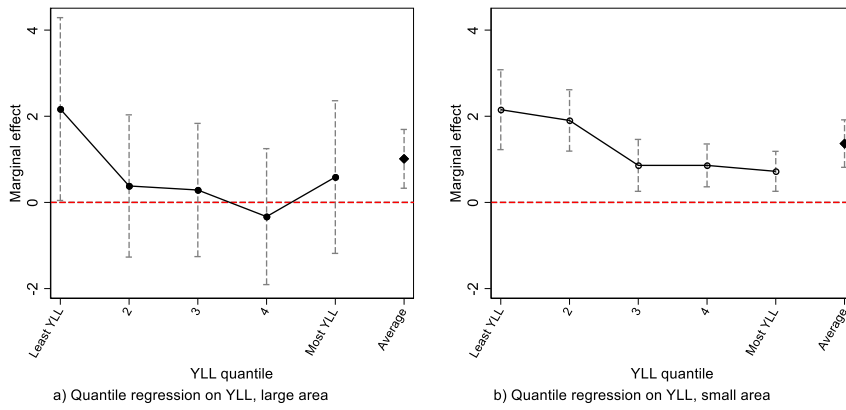 Marginal effect
4
2
0
-2
Least YLL
2
3
4
Most YLL
Average
YLL quantile
a) Quantile regression on YLL, large area
Marginal effect
4
2
0
-2
Least YLL
2
3
4
Most YLL
Average
YLL quantile
b) Quantile regression on YLL, small area